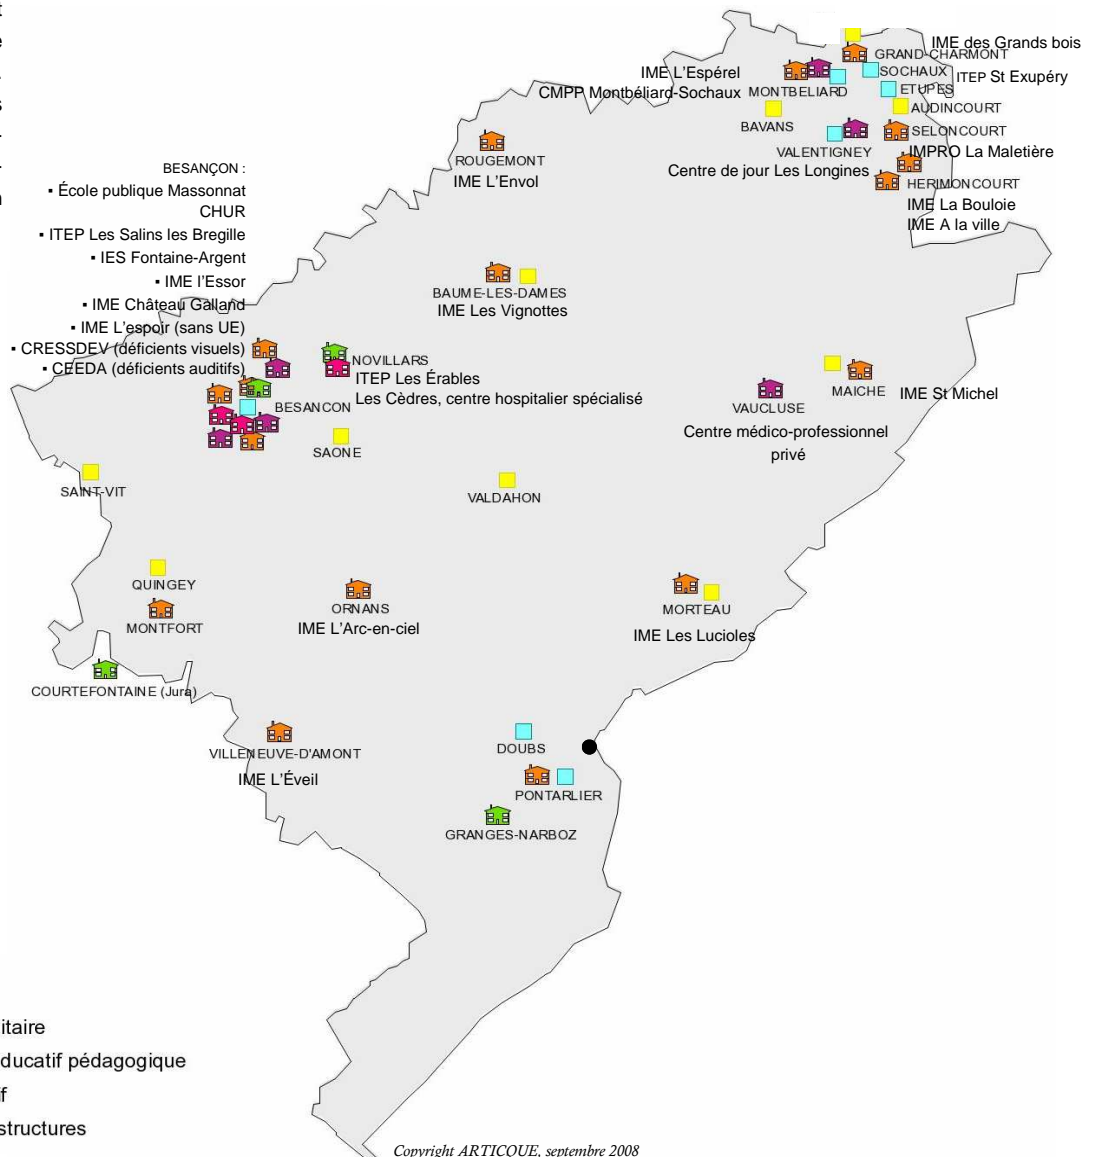 t
e
.
s
.
.
n
IME des Grands bois
GRAND-CHARMONT
IME L'Espérel
SOCHAUX
ITEP St Exupéry
CMPP Montbéliard-Sochaux
MONTBELIARD
ETUPES
AUDINCOURT
BAVANS
SELONCOURT
VALENTIGNEY
IMPRO La Maletière
Centre de jour Les Longines
HERIMONCOURT
IME La Bouloie
IME A la ville
ROUGEMONT
IME L'Envol
BESANÇON :
▪ École publique Massonnat
CHUR
▪ ITEP Les Salins les Bregille
▪ IES Fontaine-Argent
▪ IME l'Essor
▪ IME Château Galland
▪ IME L'espoir (sans UE)
▪ CRESSDEV (déficients visuels)
▪ CEEDA (déficients auditifs)
BAUME-LES-DAMES
IME Les Vignottes
NOVILLARS
ITEP Les Érables
Les Cèdres, centre hospitalier spécialisé
BESANCON
SAONE
MAICHE
IME St Michel
VAUCLUSE
Centre médico-professionnel
privé
SAINT-VIT
VALDAHON
QUINGEY
MONTFORT
ORNANS
IME L'Arc-en-ciel
MORTEAU
IME Les Lucioles
COURTEFONTAINE (Jura)
VILLENEUVE-D'AMONT
IME L'Éveil
DOUBS
PONTARLIER
GRANGES-NARBOZ
itaire
ducatif pédagogique
if
structures
Copyright ARTICQUE, septembre 2008